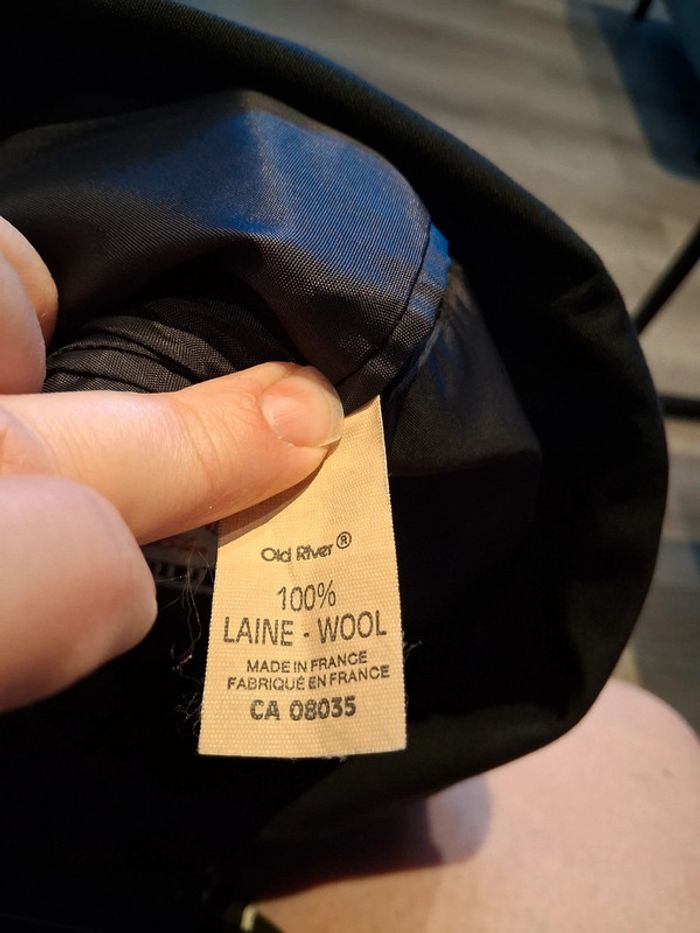 Old River ®
100%
LAINE - WOOL
MADE IN FRANCE
FABRIQUÉ EN FRANCE
CA 08035